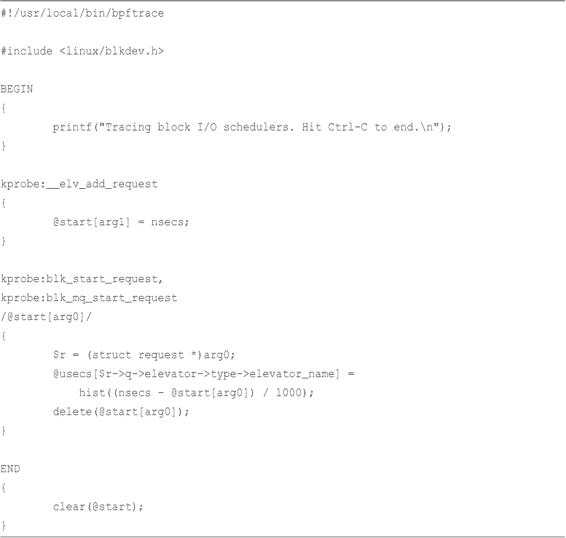 #!/usr/local/bin/bpftrace

#include <linux/blkdev.h>

BEGIN
{
        printf("Tracing block I/O schedulers. Hit Ctrl-C to end.\n");
}

kprobe:__elv_add_request
{
        @start[arg1] = nsecs;
}

kprobe:blk_start_request,
kprobe:blk_mq_start_request
/@start[arg0]/
{
        $r = (struct request *)arg0;
        @usecs[$r->q->elevator->type->elevator_name] =
            hist((nsecs - @start[arg0]) / 1000);
        delete(@start[arg0]);
}

END
{
        clear(@start);
}